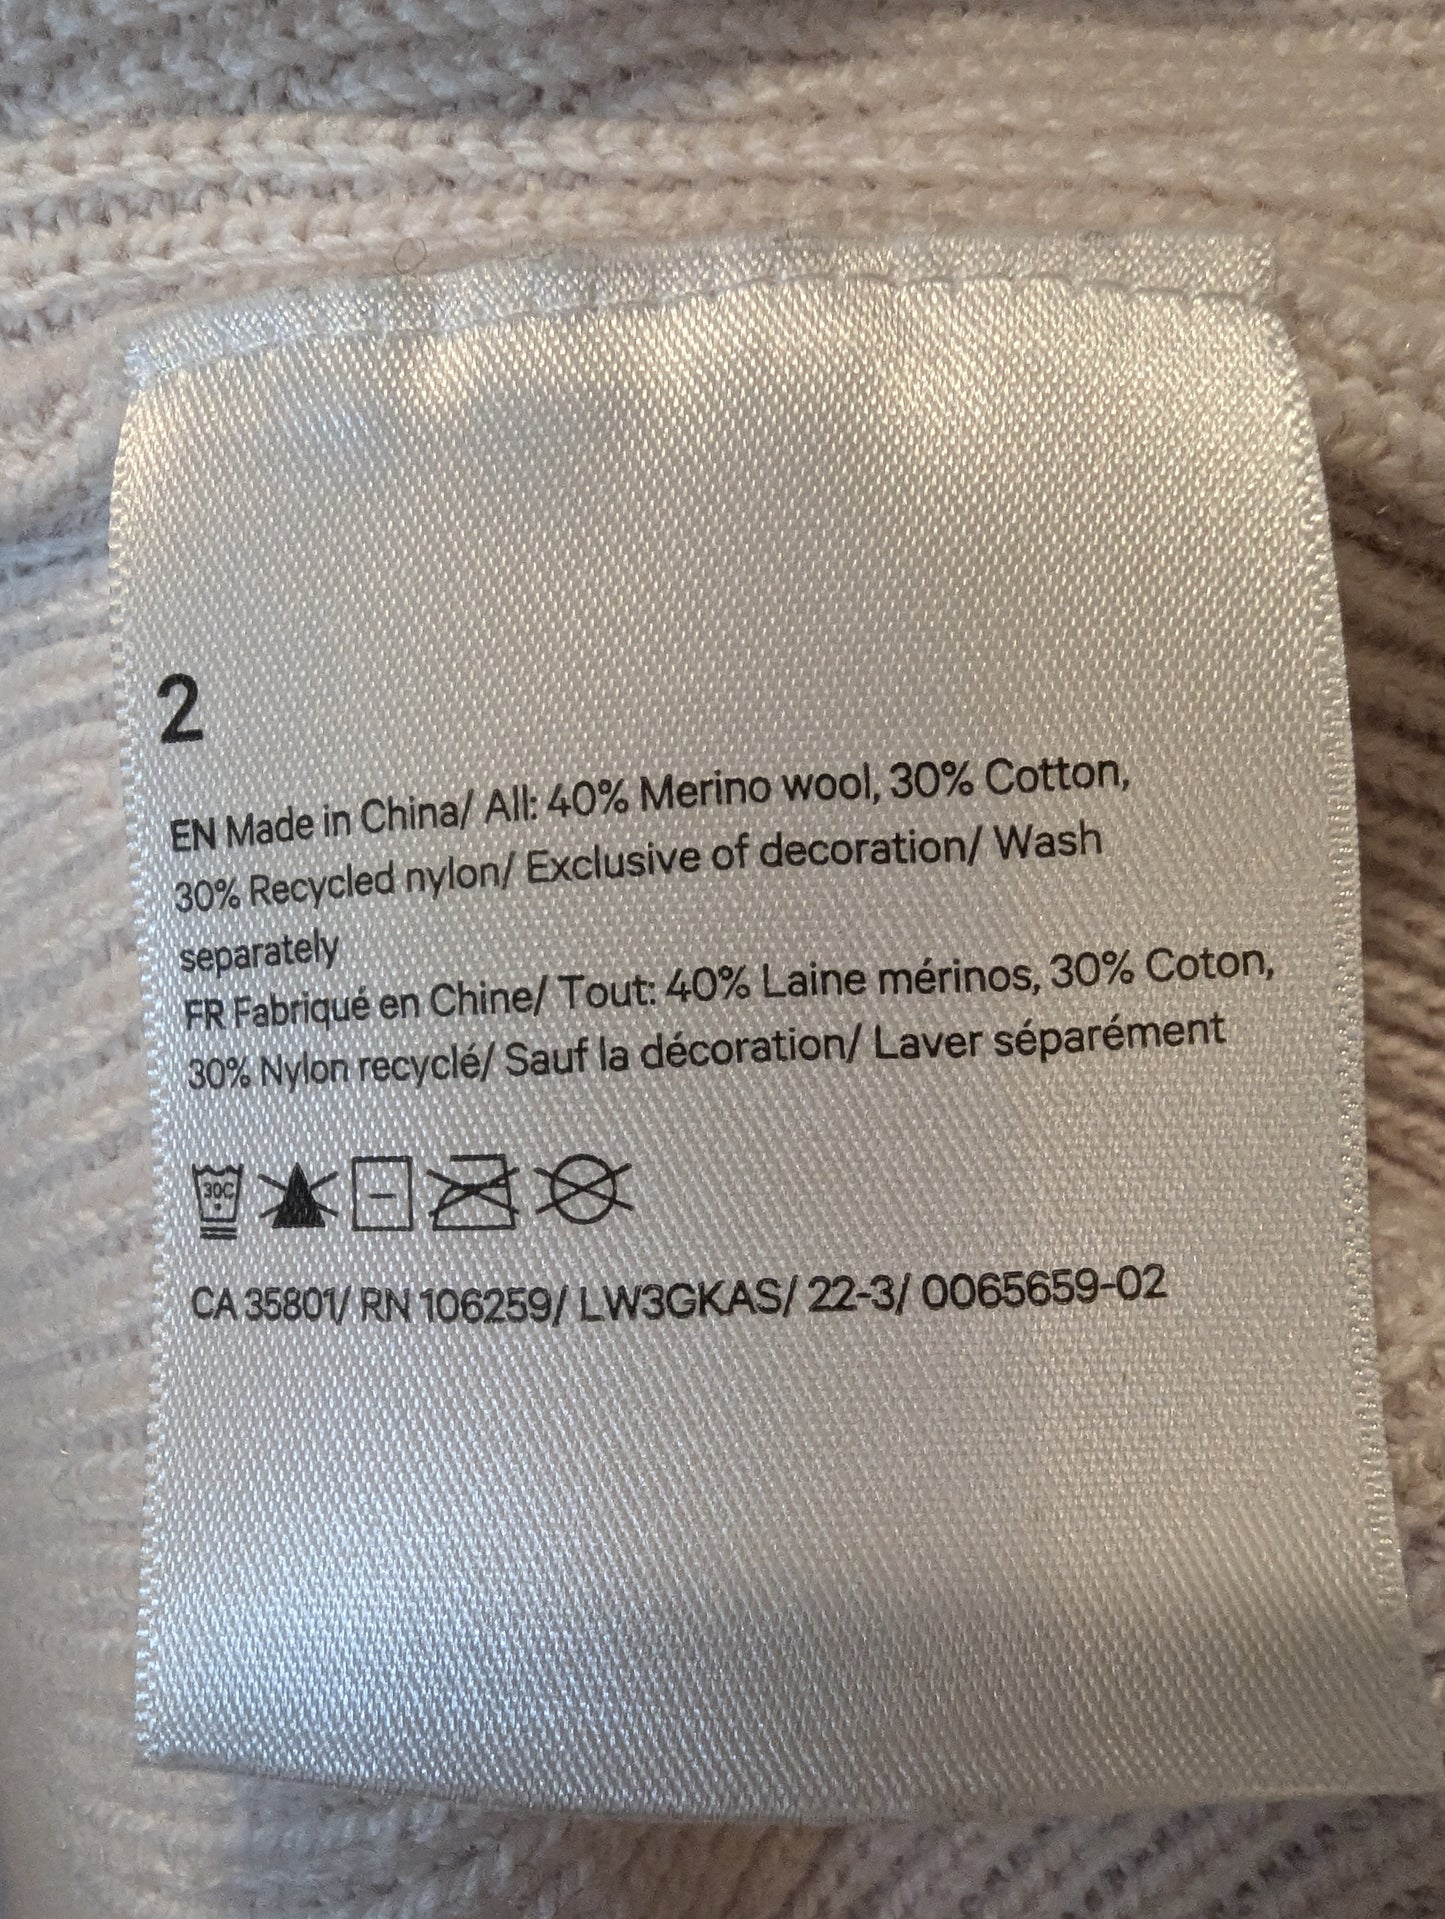 2
EN Made in China/ All: 40% Merino wool, 30% Cotton,
30% Recycled nylon/ Exclusive of decoration/ Wash
separately
FR Fabriqué en Chine/ Tout: 40% Laine mérinos, 30% Coton,
30% Nylon recyclé/ Sauf la décoration/ Laver séparément
30C
CA 35801/ RN 106259/ LW3GKAS/ 22-3/ 0065659-02